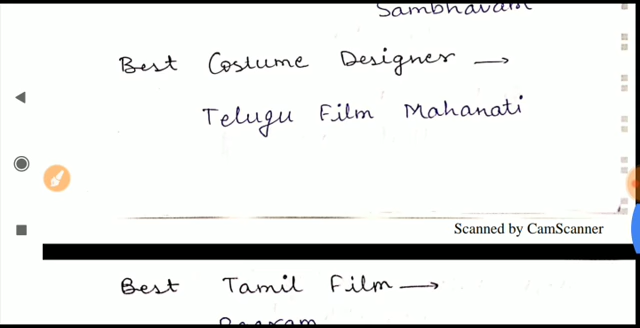 Sambhavam
Best Costume Designer →
Telugu Film Mahanati
Scanned by CamScanner
Best Tamil Film →